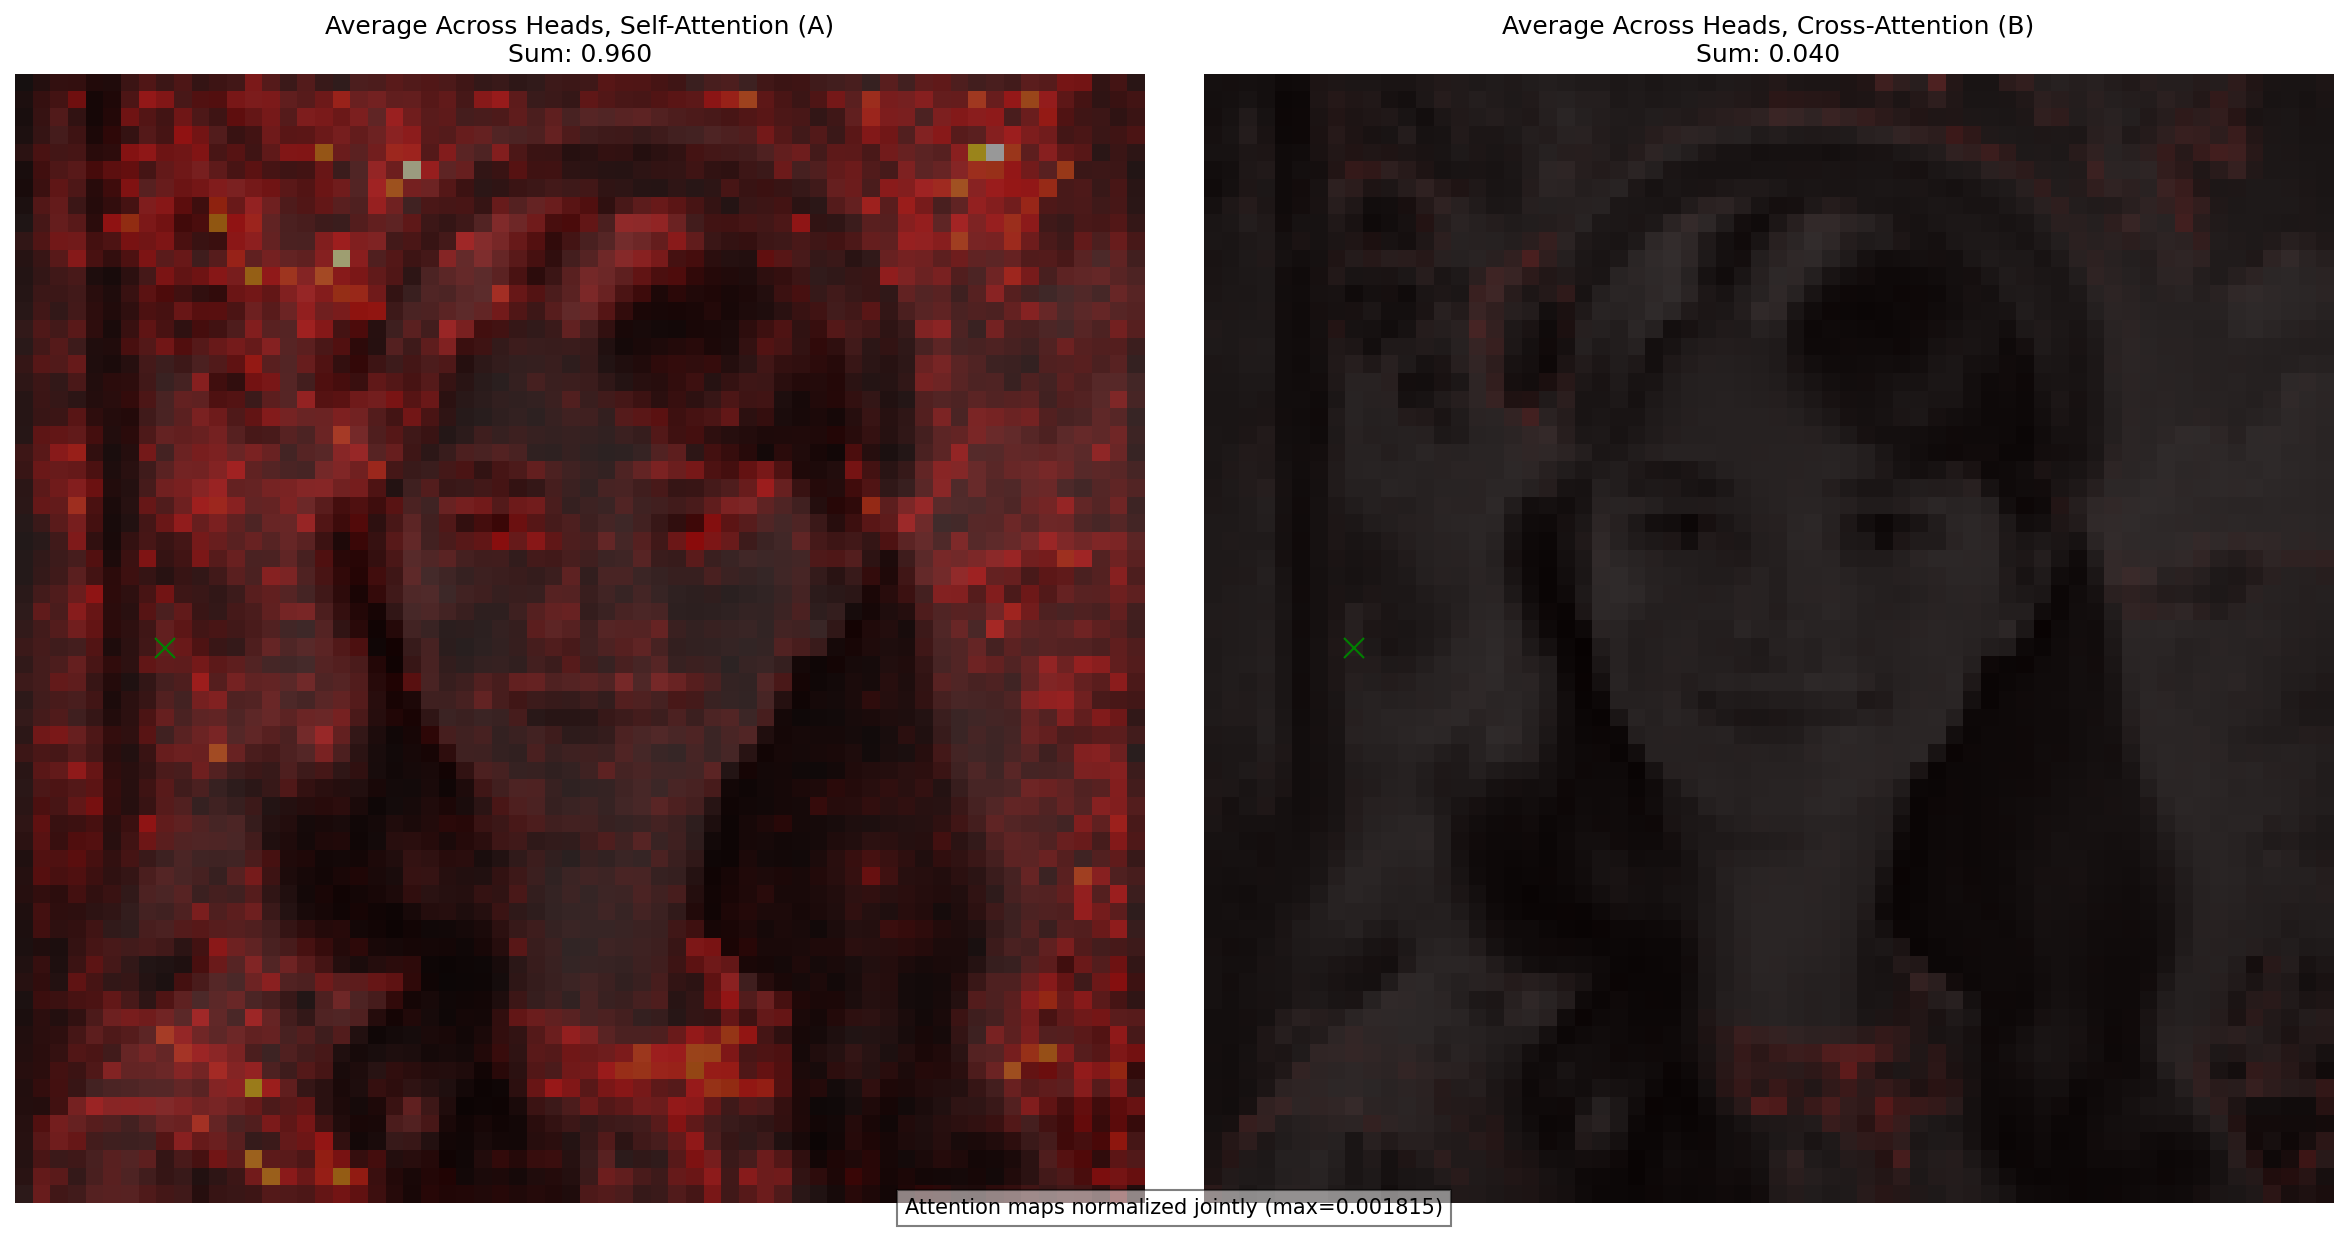 Average Across Heads, Self-Attention (A)
Sum: 0.960
Average Across Heads, Cross-Attention (B)
Sum: 0.040
Attention maps normalized jointly (max=0.001815)